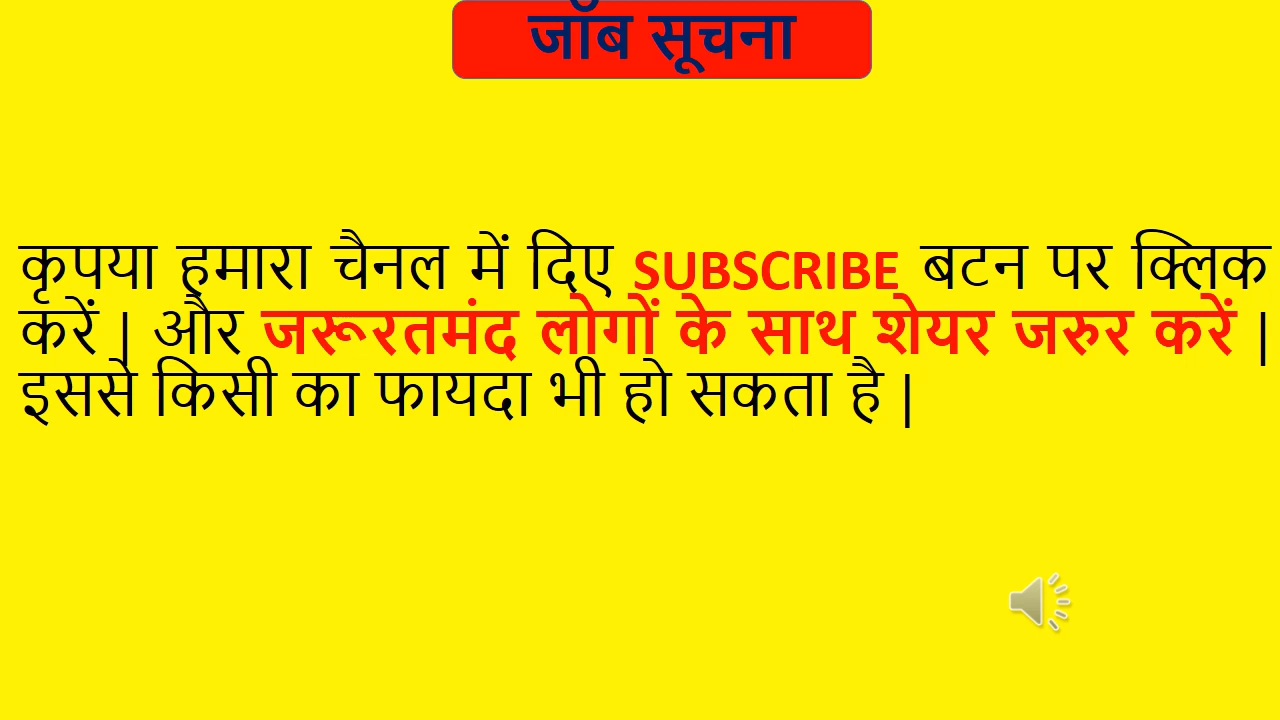 जॉब सूचना
कृपया हमारा चैनल में दिए SUBSCRIBE बटन पर क्लिक
करें | और जरूरतमंद लोगों के साथ शेयर जरुर करें |
इससे किसी का फायदा भी हो सकता है |